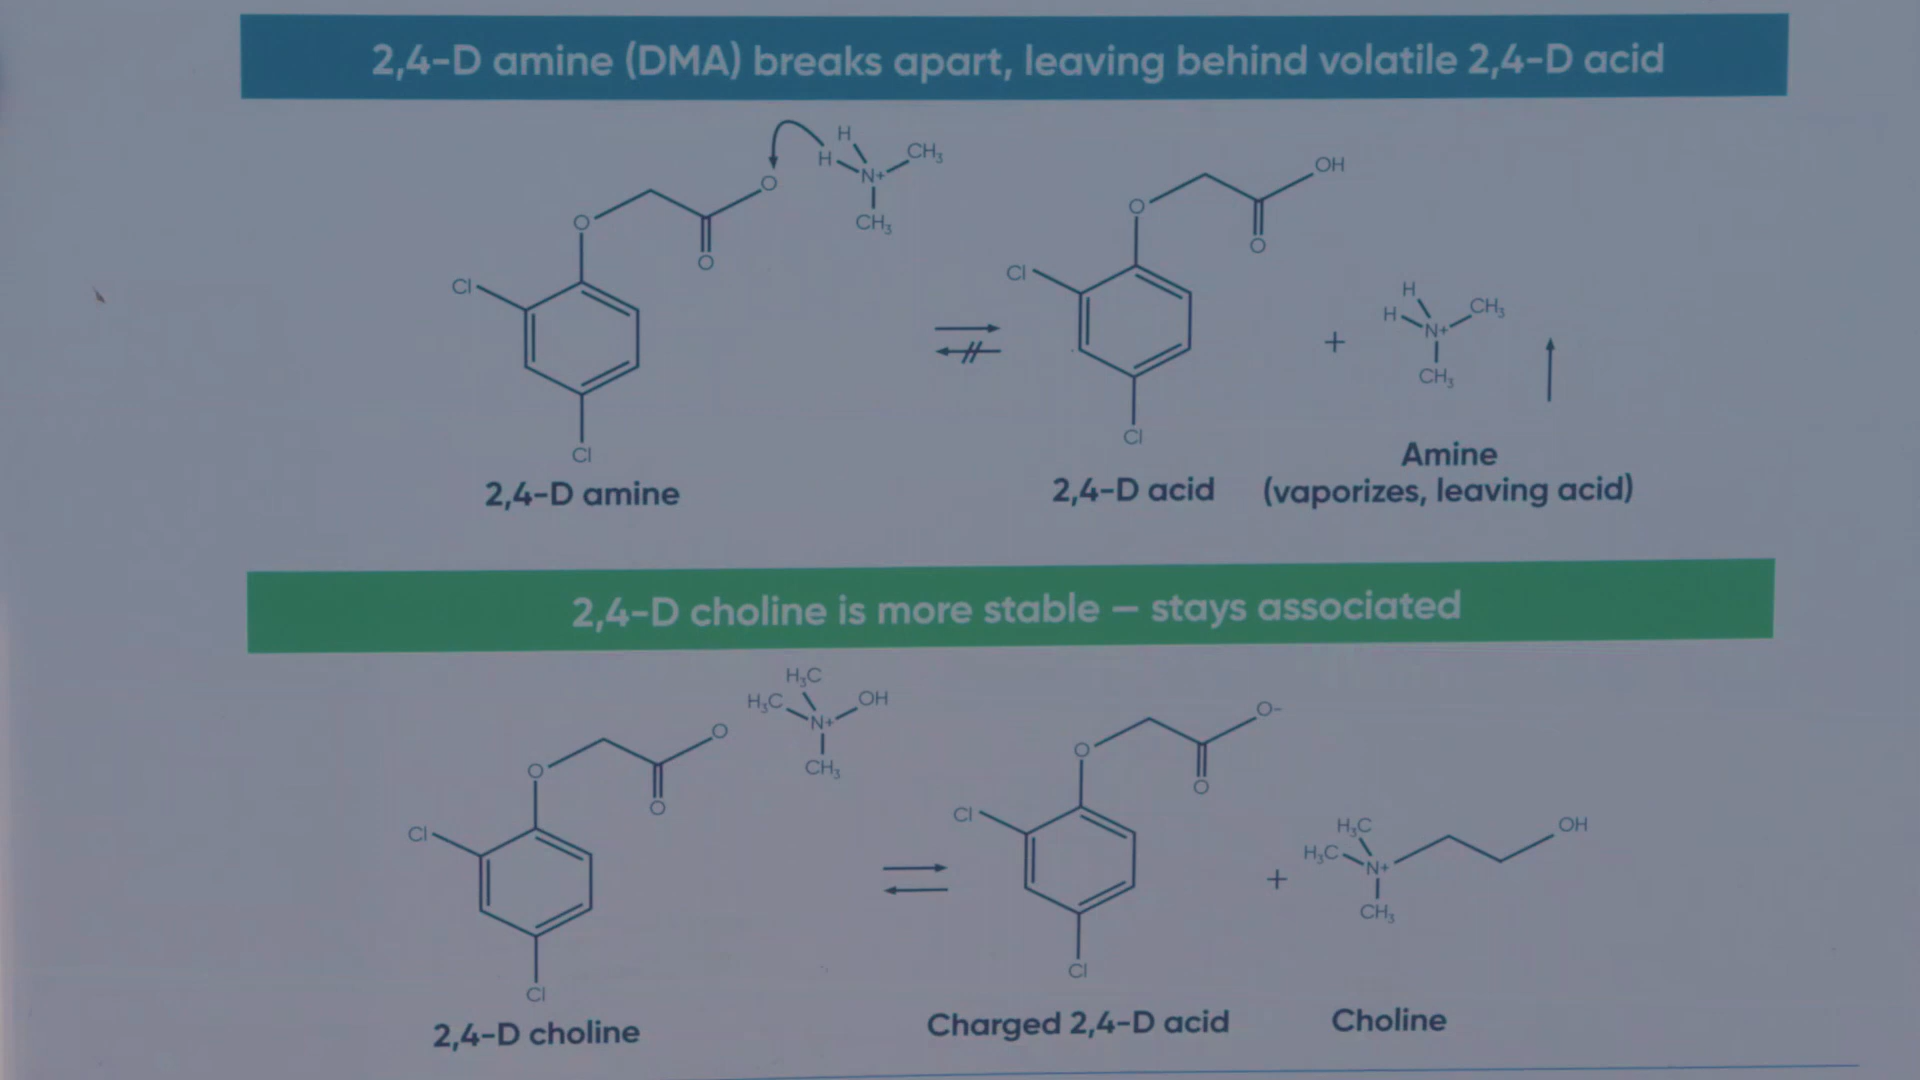 2,4-D amine (DMA) breaks apart, leaving behind volatile 2,4-D acid
H
H
N+
CH₃
CH₃
O
O
O
Cl
Cl
2,4-D amine
OH
O
O
Cl
Cl
2,4-D acid
+
H
H
N+
CH₃
CH₃
Amine
(vaporizes, leaving acid)
2,4-D choline is more stable — stays associated
H₃C
H₃C
OH
N+
CH₃
O
O
O
Cl
Cl
2,4-D choline
O-
O
O
Cl
Cl
Charged 2,4-D acid
+
H₃C
H₃C
N+
CH₃
OH
Choline